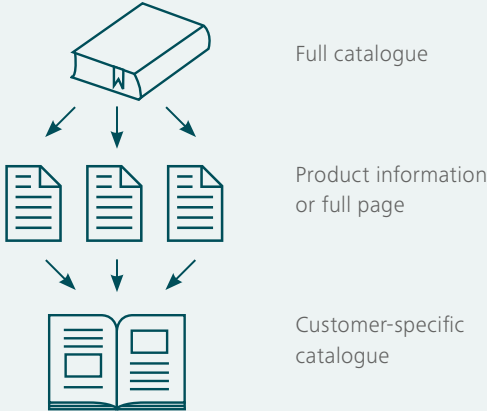 Full catalogue
Product information
or full page
Customer-specific
catalogue